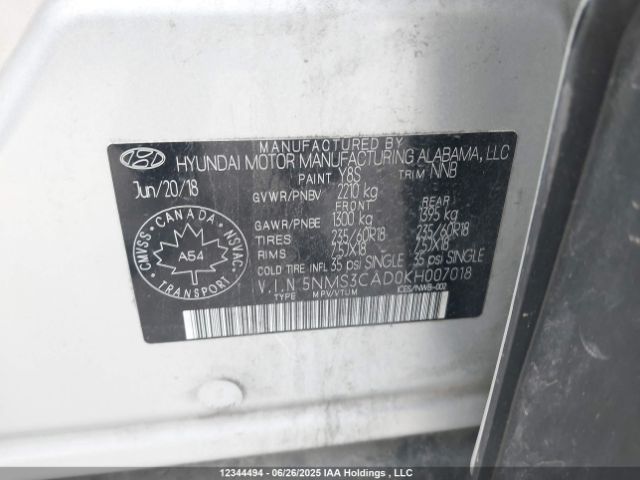 MANUFACTURED BY
HYUNDAI MOTOR MANUFACTURING ALABAMA, LLC
Jun/20/18
PAINT Y8S TRIM NNB
GVWR/PNBV 2210 kg
FRONT REAR
GAWR/PNBE 1300 kg 1395 kg
TIRES 235/60R18 235/60R18
RIMS 7.5JX18 7.5JX18
COLD TIRE INFL 35 psi SINGLE 35 psi SINGLE
V.I.N 5NMS3CAD0KH007018
TYPE MPV/VTUM ICES/NMB-002
CMVSS · CANADA · NSVAC
A54
TRANSPORT
12344494 - 06/26/2025 IAA Holdings , LLC